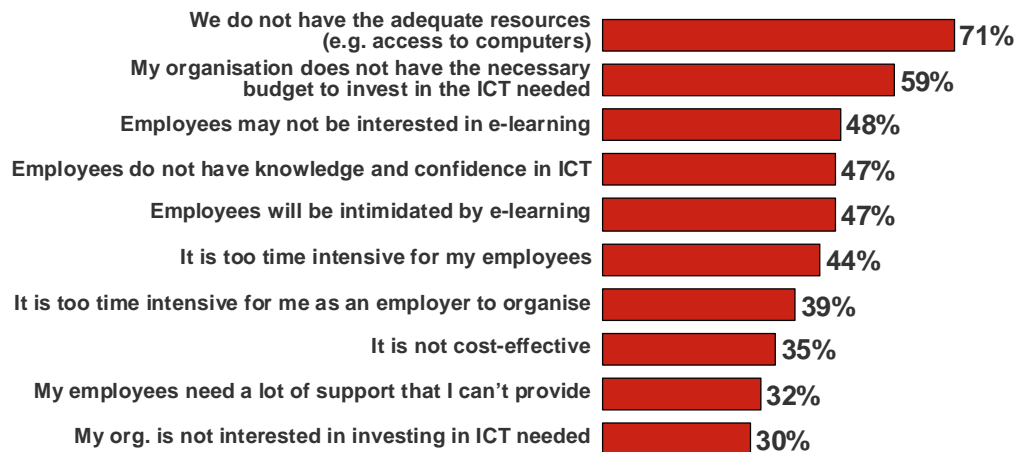 We do not have the adequate resources
(e.g. access to computers)
71%
My organisation does not have the necessary
budget to invest in the ICT needed
59%
Employees may not be interested in e-learning
48%
Employees do not have knowledge and confidence in ICT
47%
Employees will be intimidated by e-learning
47%
It is too time intensive for my employees
44%
It is too time intensive for me as an employer to organise
39%
It is not cost-effective
35%
My employees need a lot of support that I can’t provide
32%
My org. is not interested in investing in ICT needed
30%